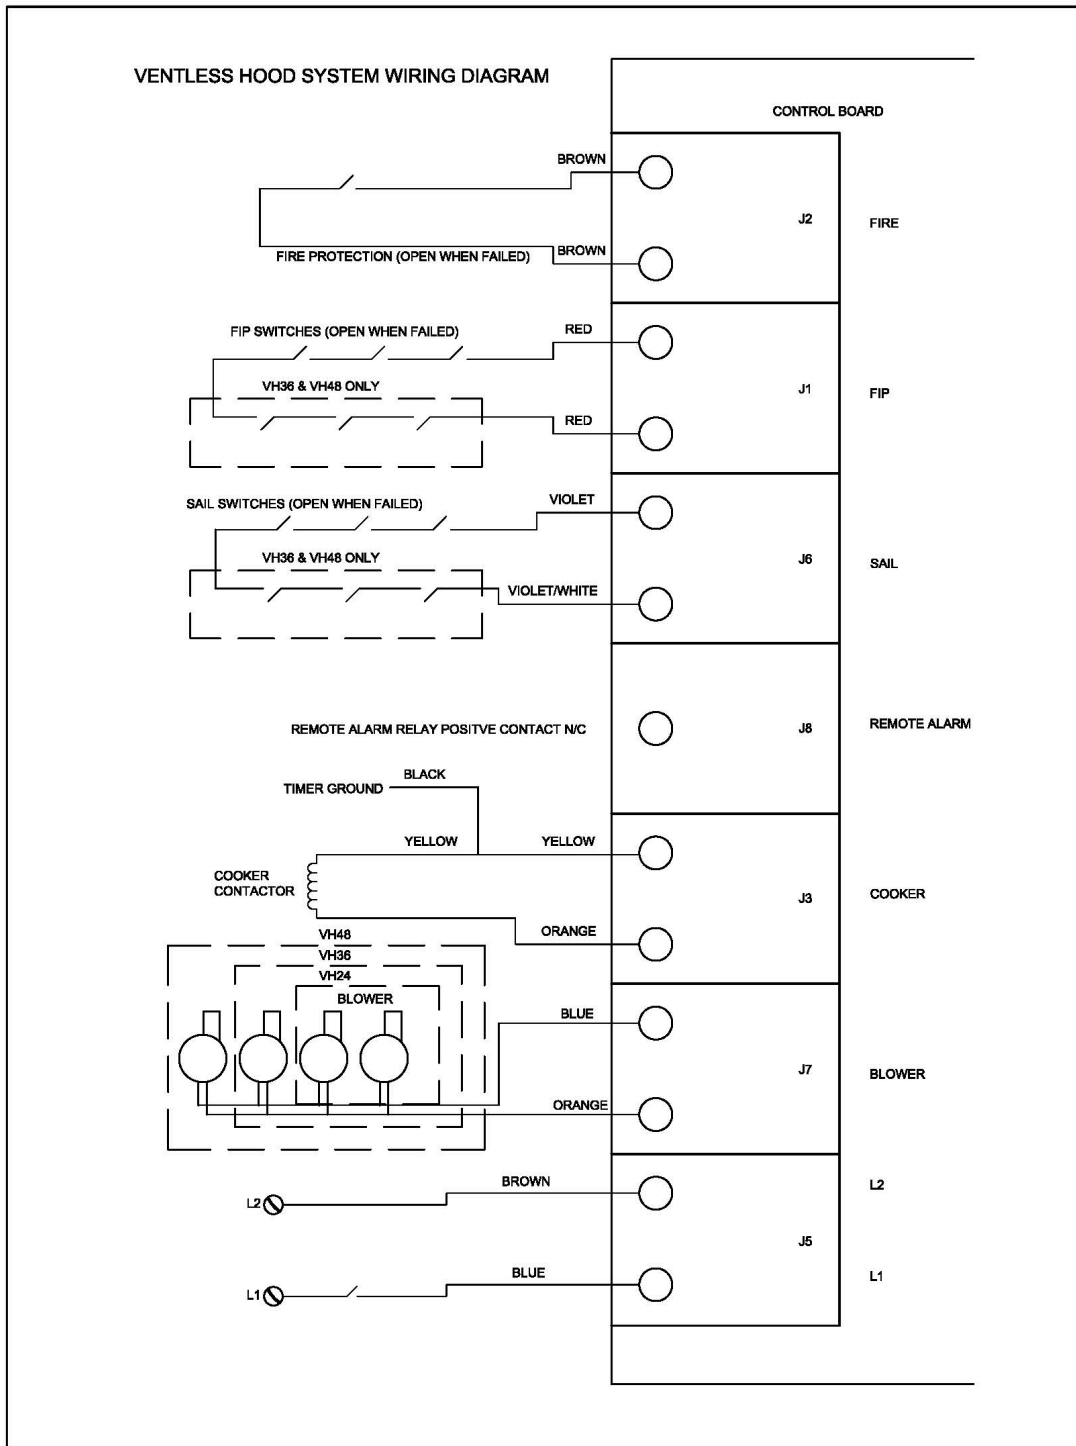 VENTLESS HOOD SYSTEM WIRING DIAGRAM
CONTROL BOARD
BROWN
J2
FIRE
BROWN
FIRE PROTECTION (OPEN WHEN FAILED)
FIP SWITCHES (OPEN WHEN FAILED)
RED
VH36 & VH48 ONLY
J1
FIP
RED
SAIL SWITCHES (OPEN WHEN FAILED)
VIOLET
VH36 & VH48 ONLY
J6
SAIL
VIOLET/WHITE
REMOTE ALARM RELAY POSITVE CONTACT N/C
J8
REMOTE ALARM
BLACK
TIMER GROUND
YELLOW
YELLOW
COOKER
CONTACTOR
J3
COOKER
ORANGE
VH48
VH36
VH24
BLOWER
BLUE
J7
BLOWER
ORANGE
BROWN
L2
L2
J5
BLUE
L1
L1